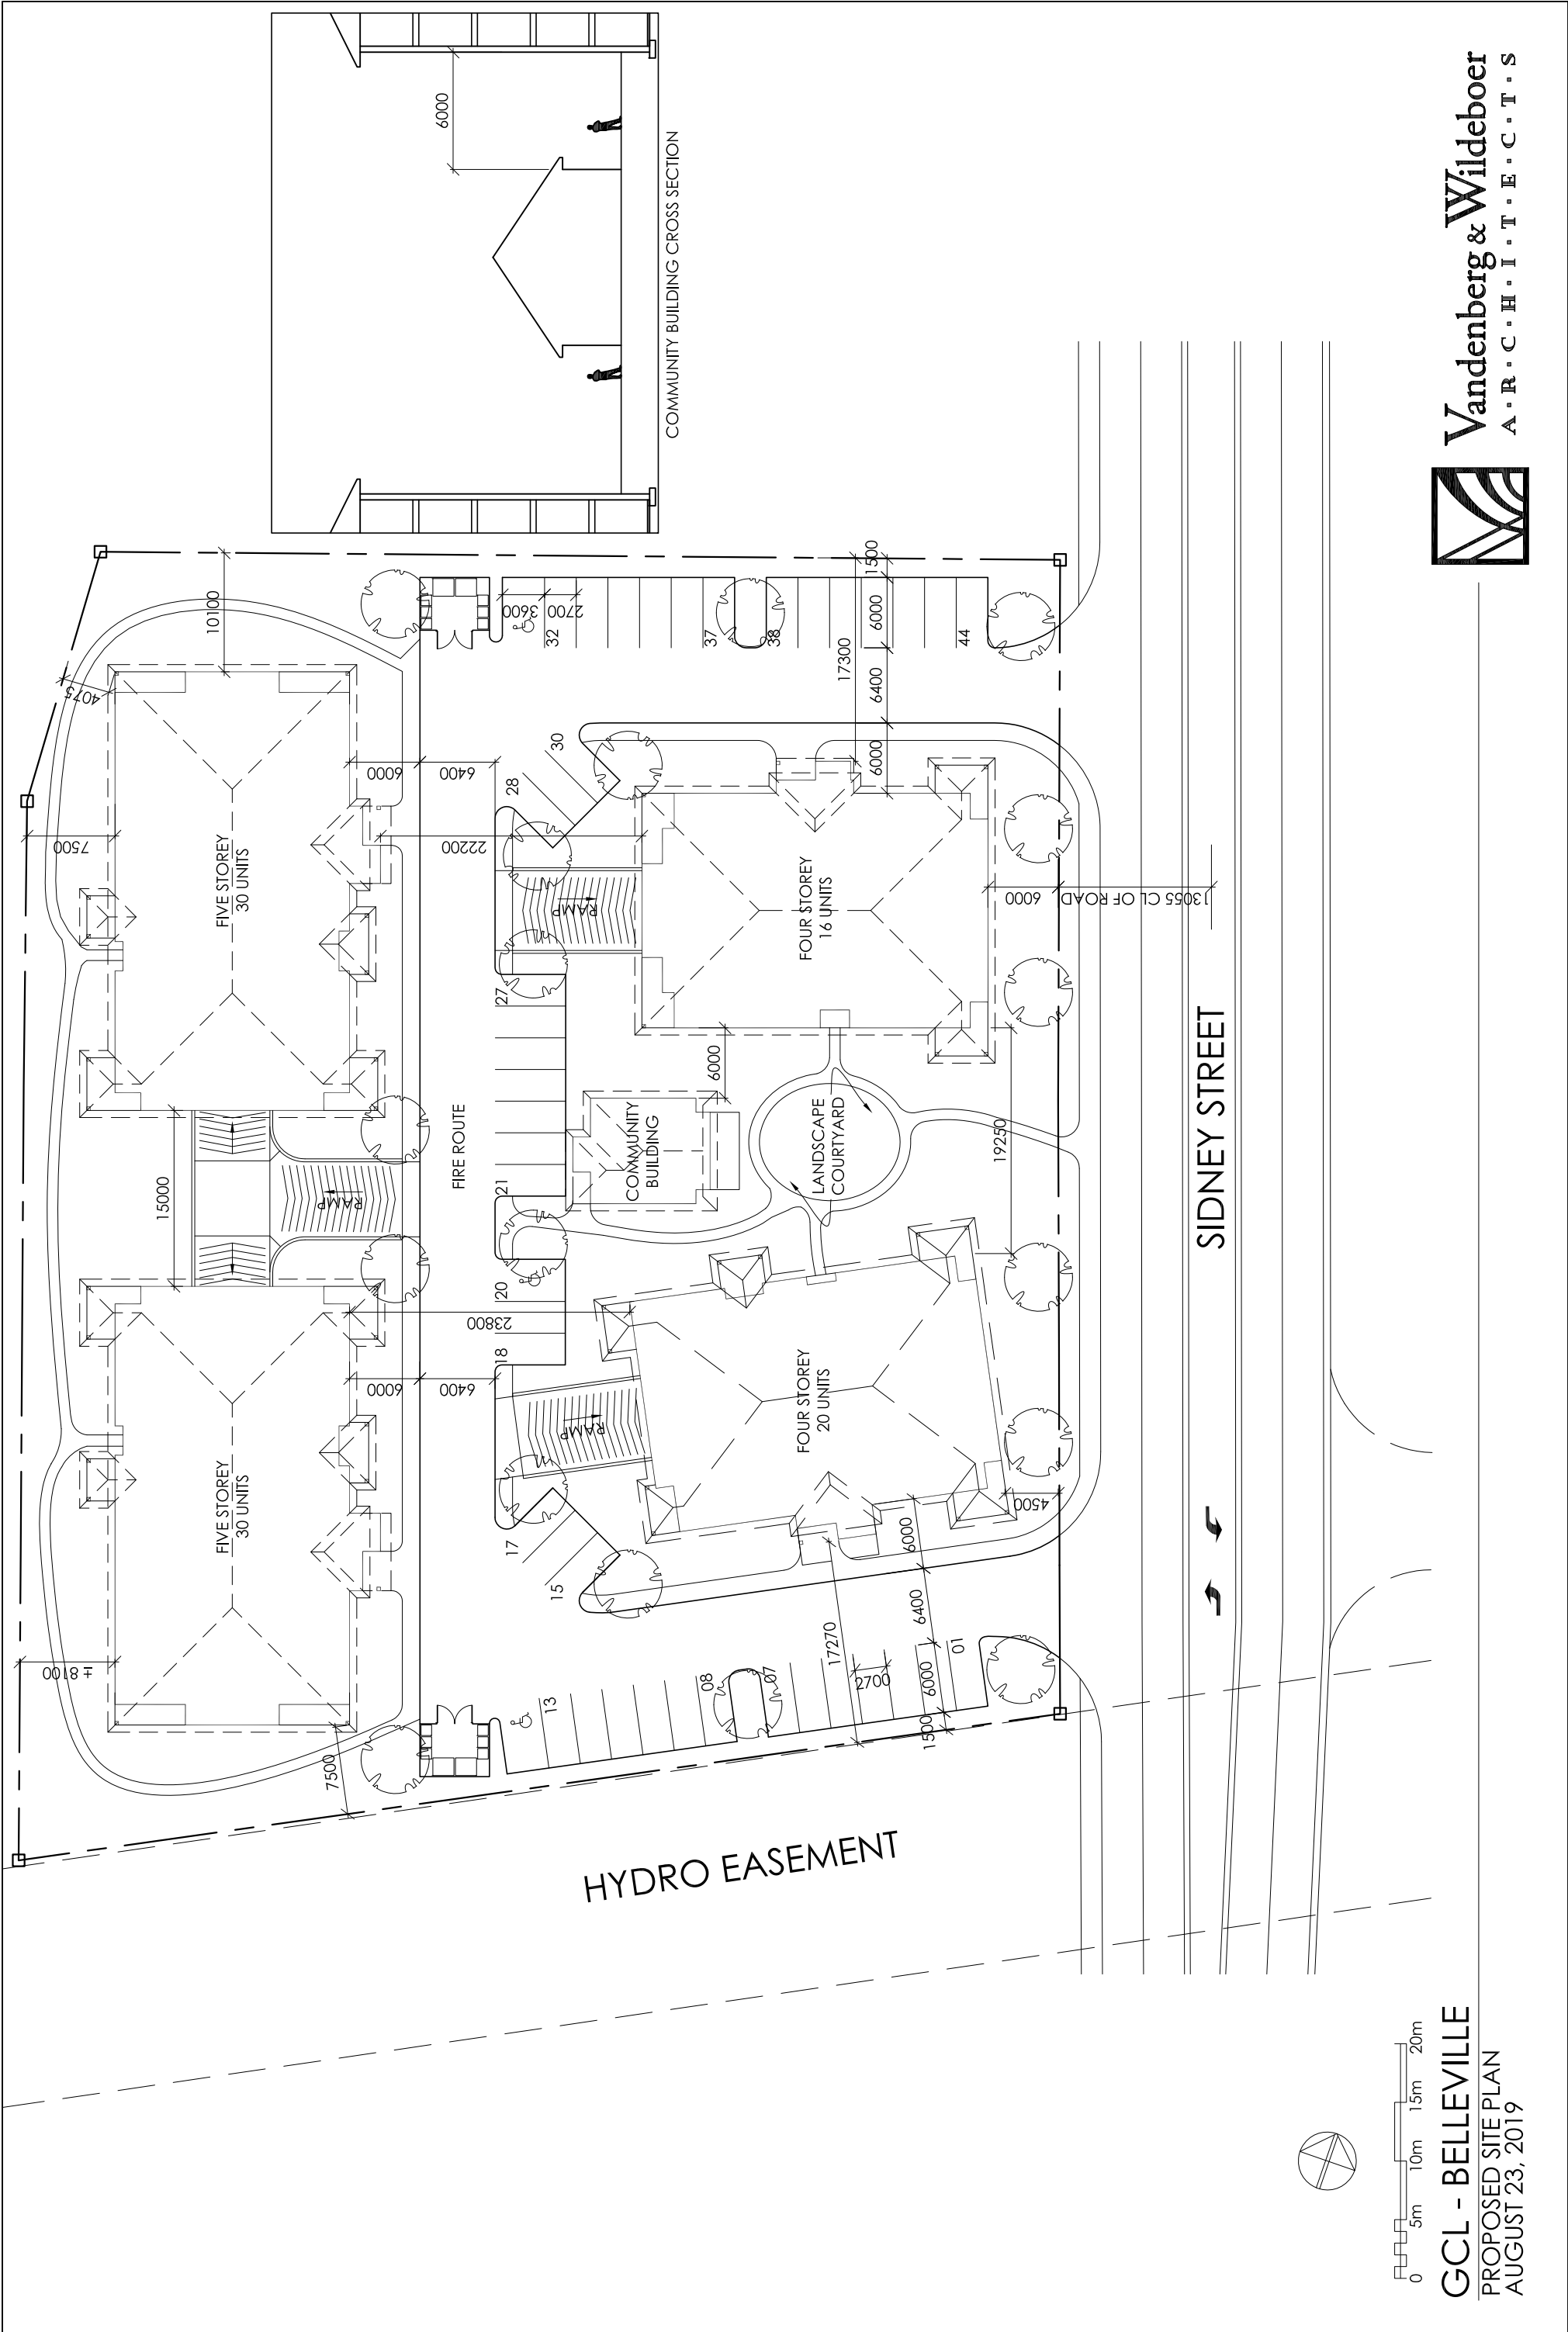 6000
COMMUNITY BUILDING CROSS SECTION
Vandenberg & Wildeboer
A·R·C·H·I·T·E·C·T·S
10100
4075
7500
FIVE STOREY
30 UNITS
15000
FIVE STOREY
30 UNITS
± 8100
7500
6000
6400
22200
FIRE ROUTE
23800
6000
6400
3600
2700
32
37
38
44
1500
6000
17300
6400
6000
30
28
RAMP
27
21
20
18
RAMP
RAMP
17
15
13
08
07
01
FOUR STOREY
16 UNITS
6000
13055 CL OF ROAD
6000
COMMUNITY
BUILDING
LANDSCAPE
COURTYARD
19250
FOUR STOREY
20 UNITS
4500
6000
6400
17270
2700
6000
1500
SIDNEY STREET
HYDRO EASEMENT
0 5m 10m 15m 20m
GCL - BELLEVILLE
PROPOSED SITE PLAN
AUGUST 23, 2019